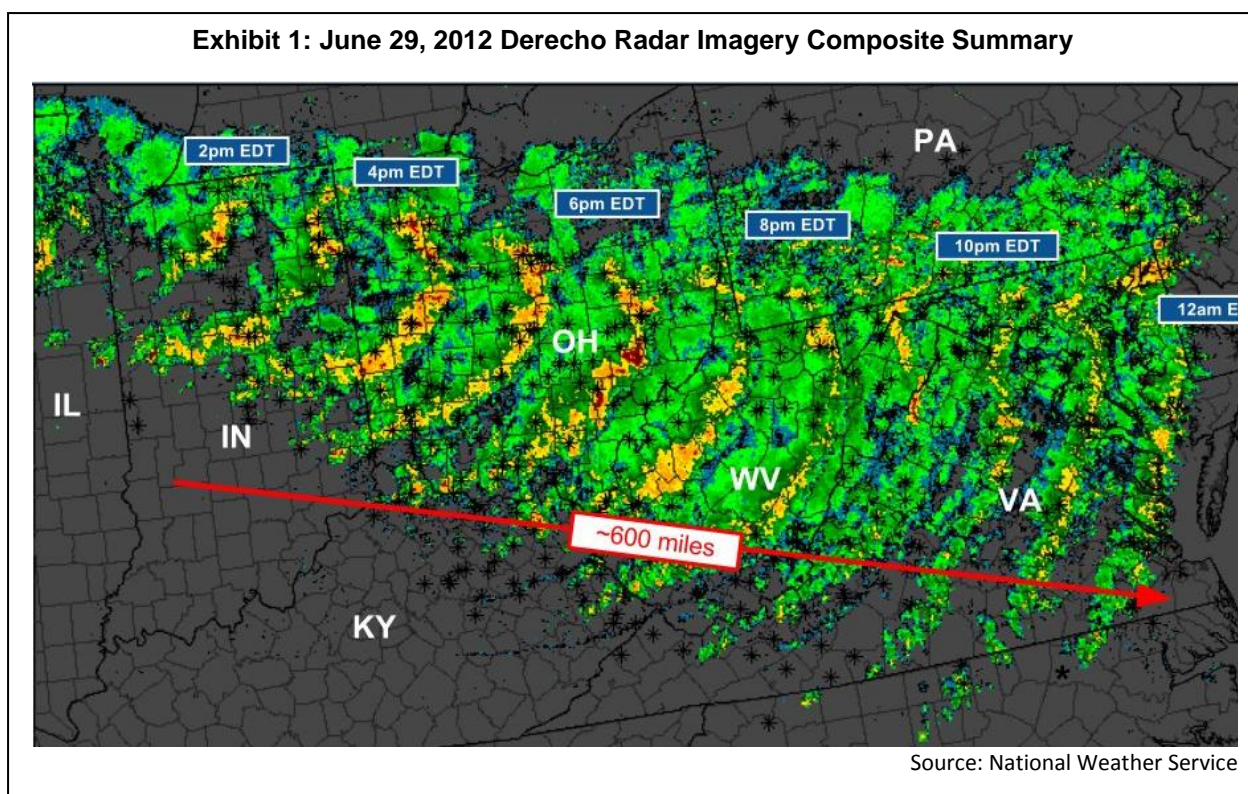 Exhibit 1: June 29, 2012 Derecho Radar Imagery Composite Summary
PA
2pm EDT
4pm EDT
6pm EDT
8pm EDT
10pm EDT
12am E
OH
IL
IN
WV
VA
~600 miles
KY
Source: National Weather Service